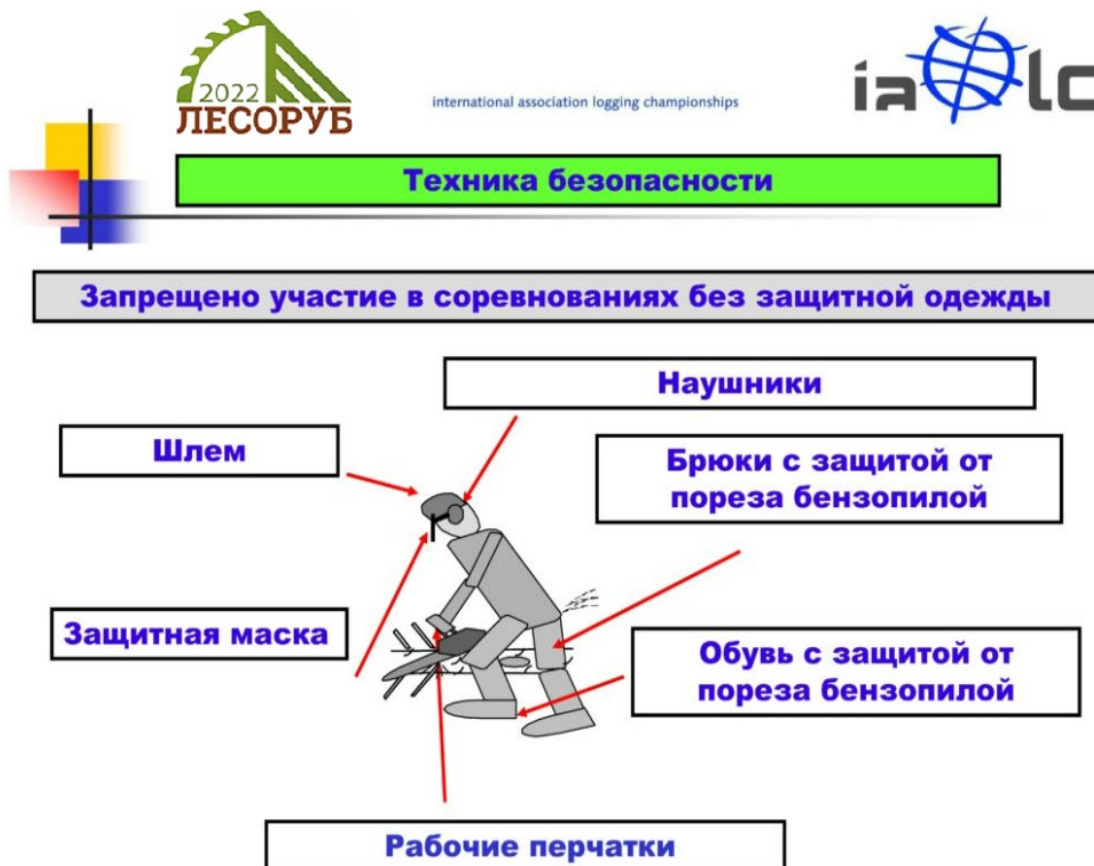 2022
ЛЕСОРУБ
international association logging championships
ia lc
Техника безопасности
Запрещено участие в соревнованиях без защитной одежды
Наушники
Шлем
Брюки с защитой от
пореза бензопилой
Защитная маска
Обувь с защитой от
пореза бензопилой
Рабочие перчатки